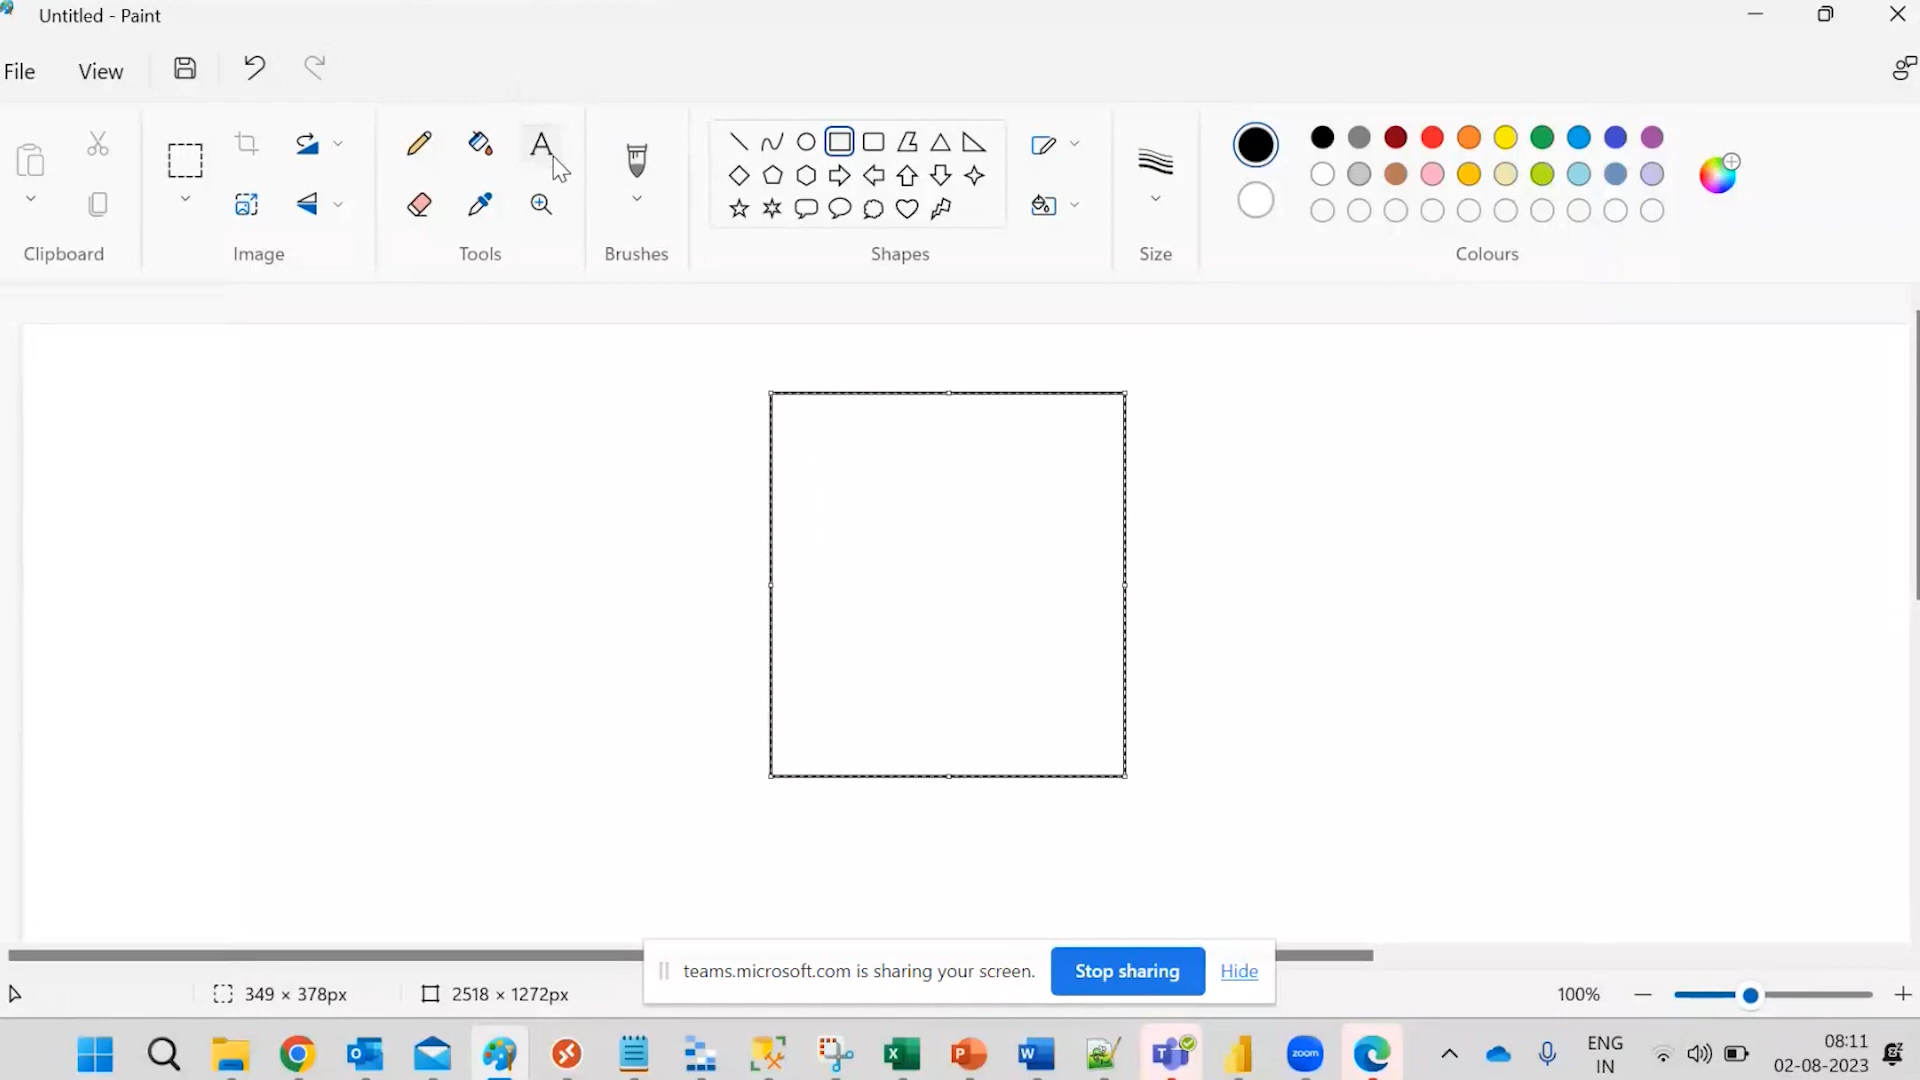 Untitled - Paint
File View
Clipboard
Image
Tools
Brushes
Shapes
Size
Colours
teams.microsoft.com is sharing your screen. Stop sharing Hide
349 × 378px 2518 × 1272px 100%
ENG
IN
08:11
02-08-2023
zoom